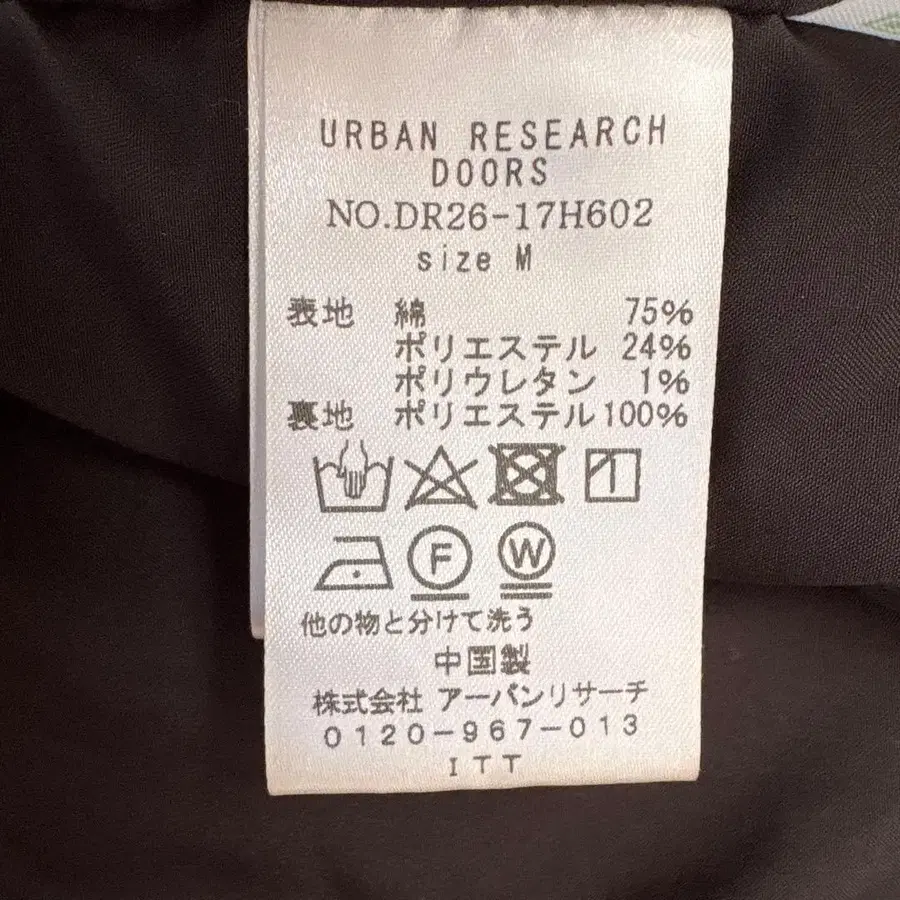 URBAN RESEARCH
DOORS
NO.DR26-17H602
size M
表地 綿 75%
ポリエステル 24%
ポリウレタン 1%
裏地 ポリエステル 100%
F W
他の物と分けて洗う
中国製
株式会社 アーバンリサーチ
0120-967-013
ITT